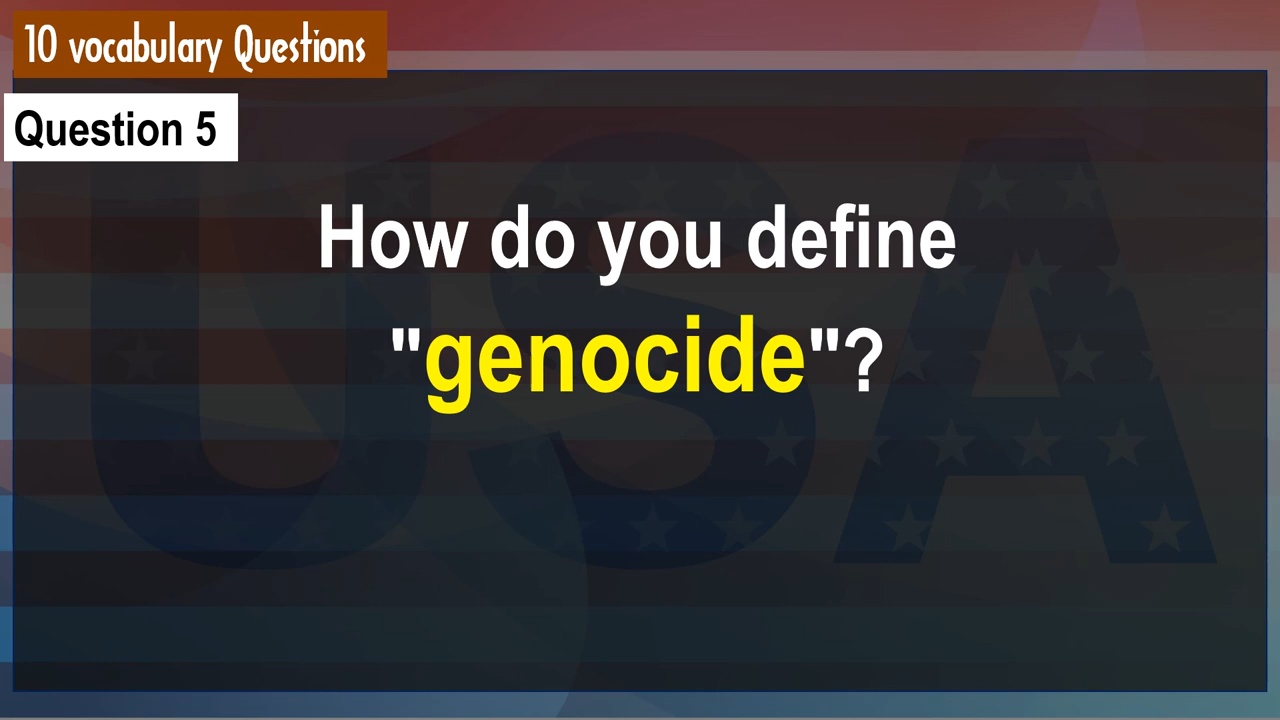 10 vocabulary Questions
Question 5
How do you define
"genocide"?
USA